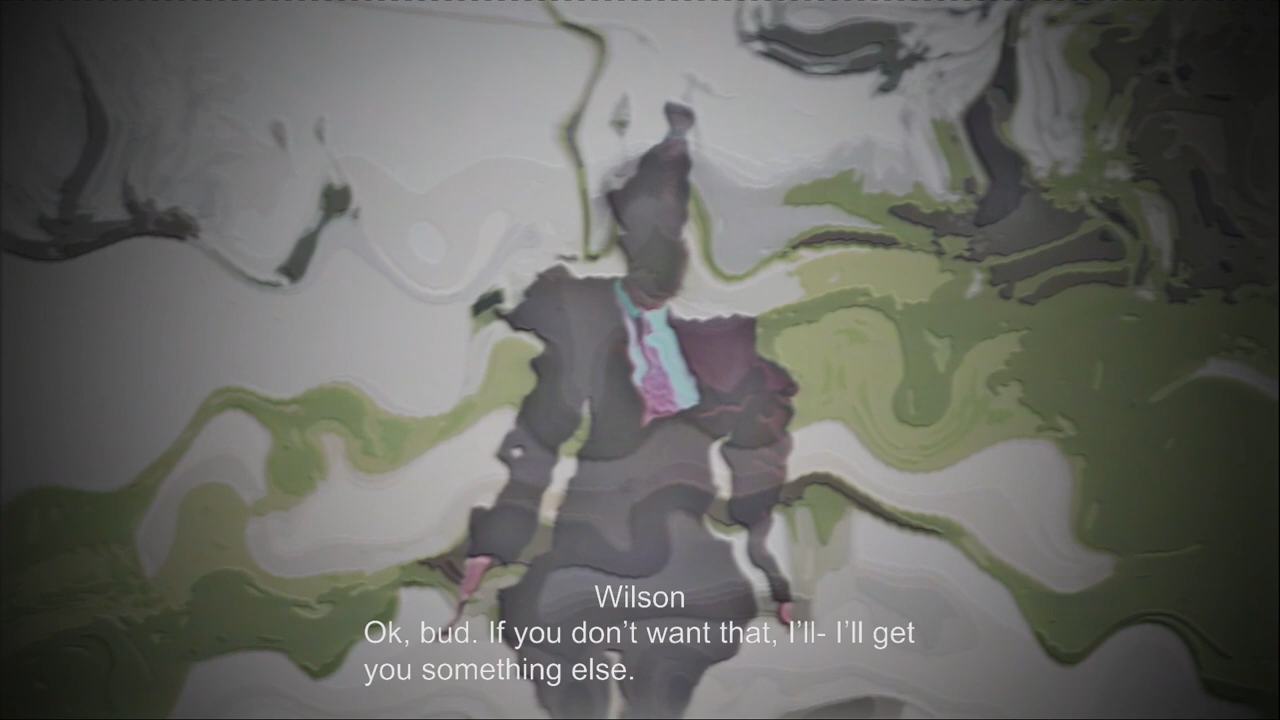 Wilson
Ok, bud. If you don’t want that, I’ll- I’ll get
you something else.